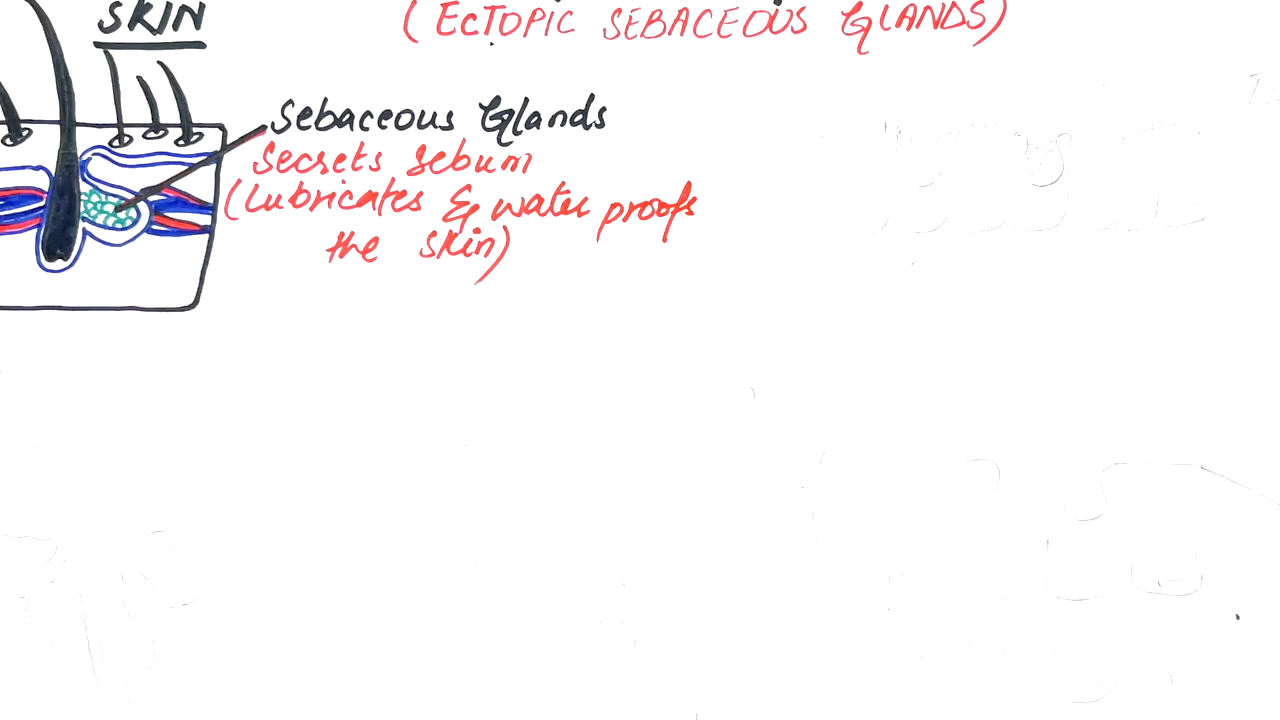 SKIN
(ECTOPIC SEBACEOUS GLANDS)
Sebaceous Glands
Secrets Sebum
(Lubricates & water proofs
the skin)